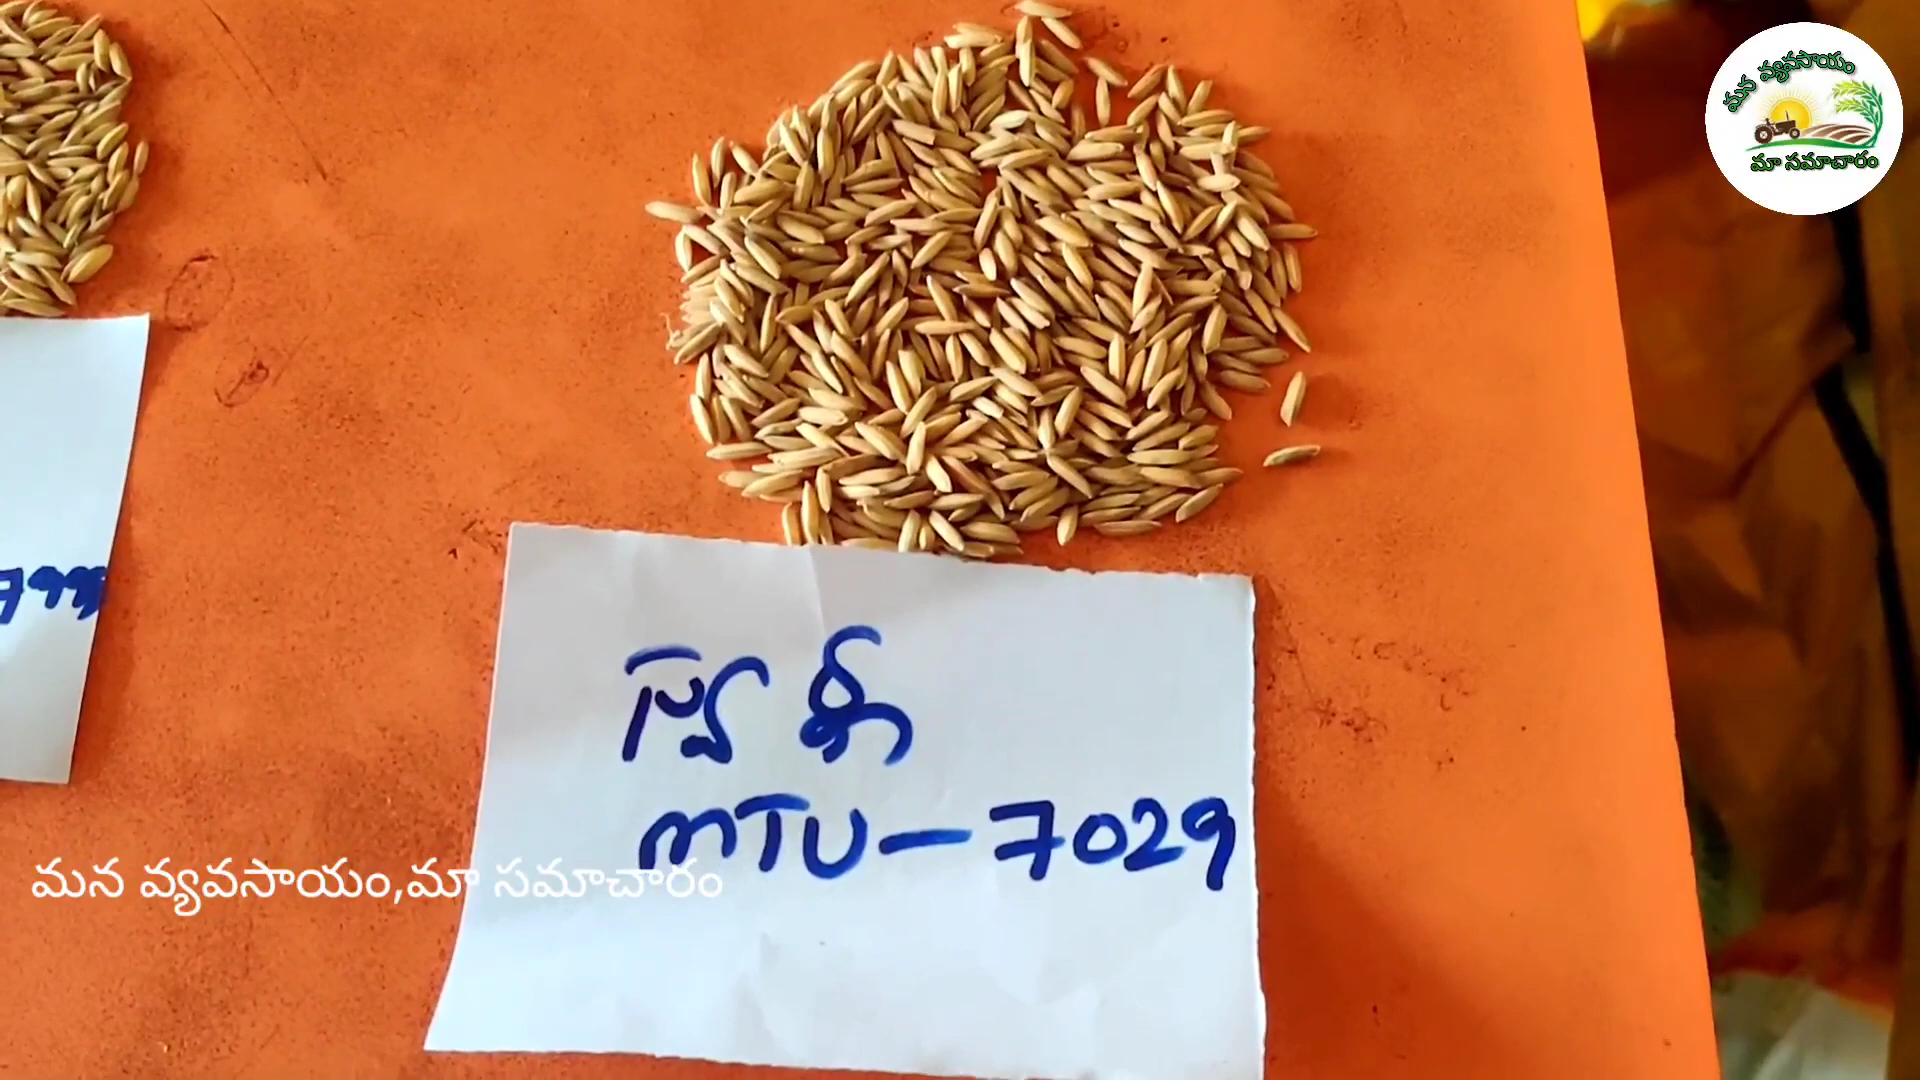 మన వ్యవసాయం
మా సమాచారం
స్వర్ణ
MTU-7029
మన వ్యవసాయం,మా సమాచారం